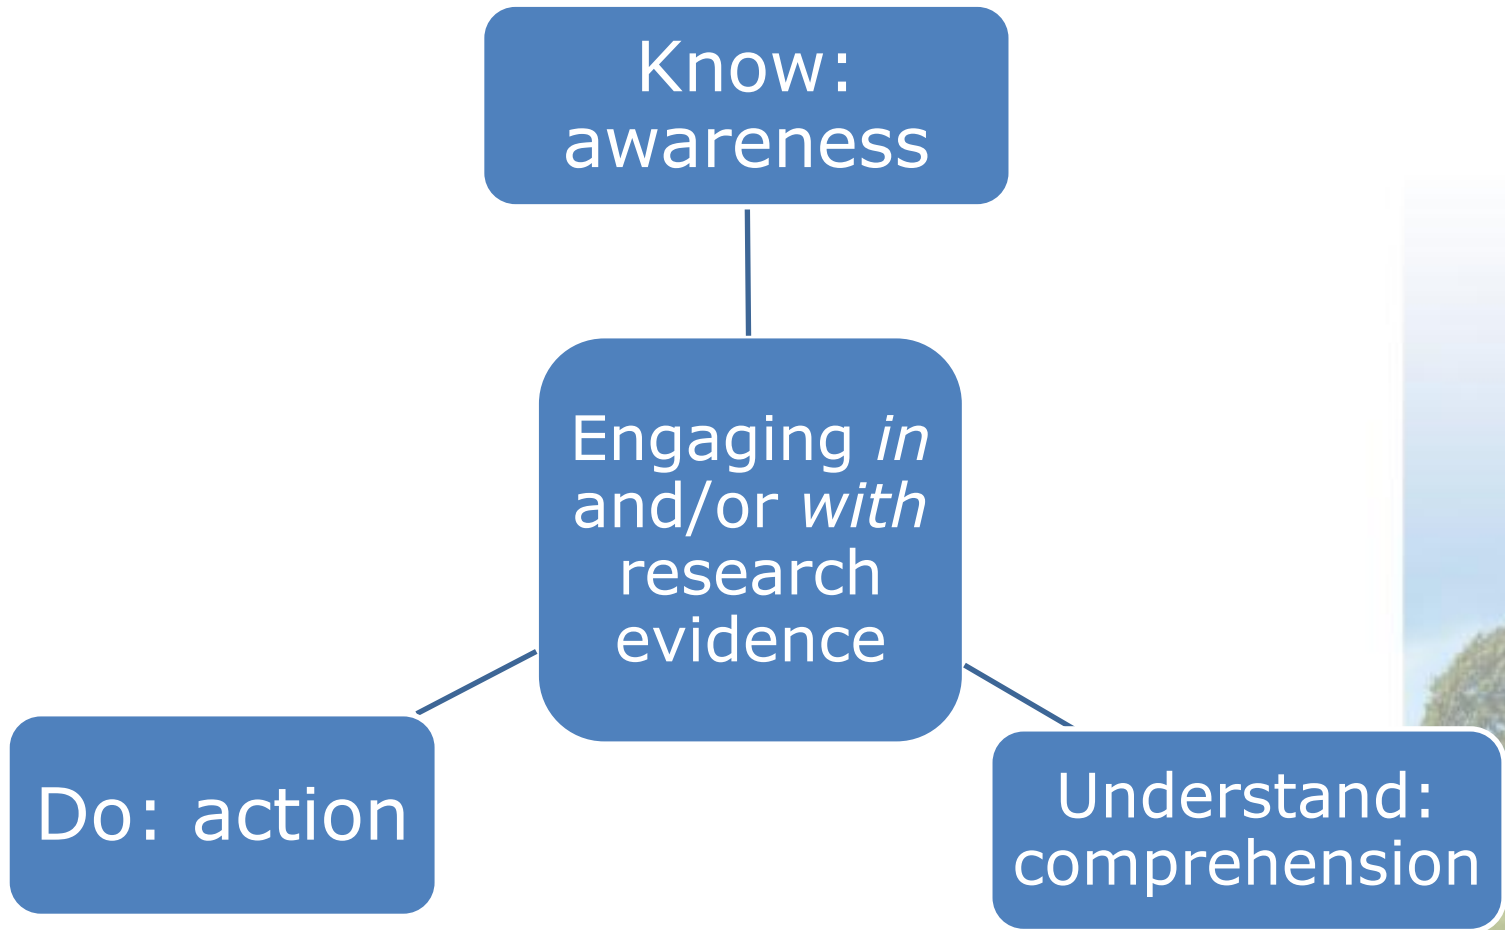 Know:
awareness
Engaging in
and/or with
research
evidence
Do: action
Understand:
comprehension